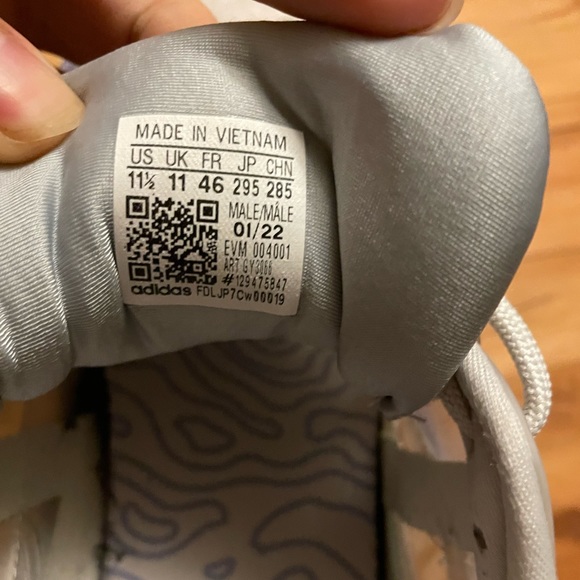 MADE IN VIETNAM
US UK FR JP CHN
11½ 11 46 295 285
MALE/MÂLE
01/22
EVM 004001
ART GY3066
#129475847
adidas FDLJP7Cw00019